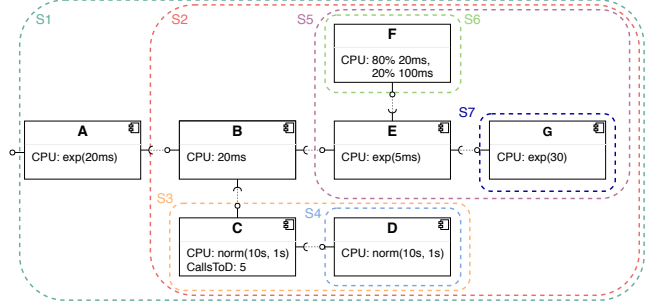 S1
S2
S5
S6
F
CPU: 80% 20ms,
20% 100ms
S7
A
CPU: exp(20ms)
B
CPU: 20ms
E
CPU: exp(5ms)
G
CPU: exp(30)
S3
S4
C
CPU: norm(10s, 1s)
CallsToD: 5
D
CPU: norm(10s, 1s)